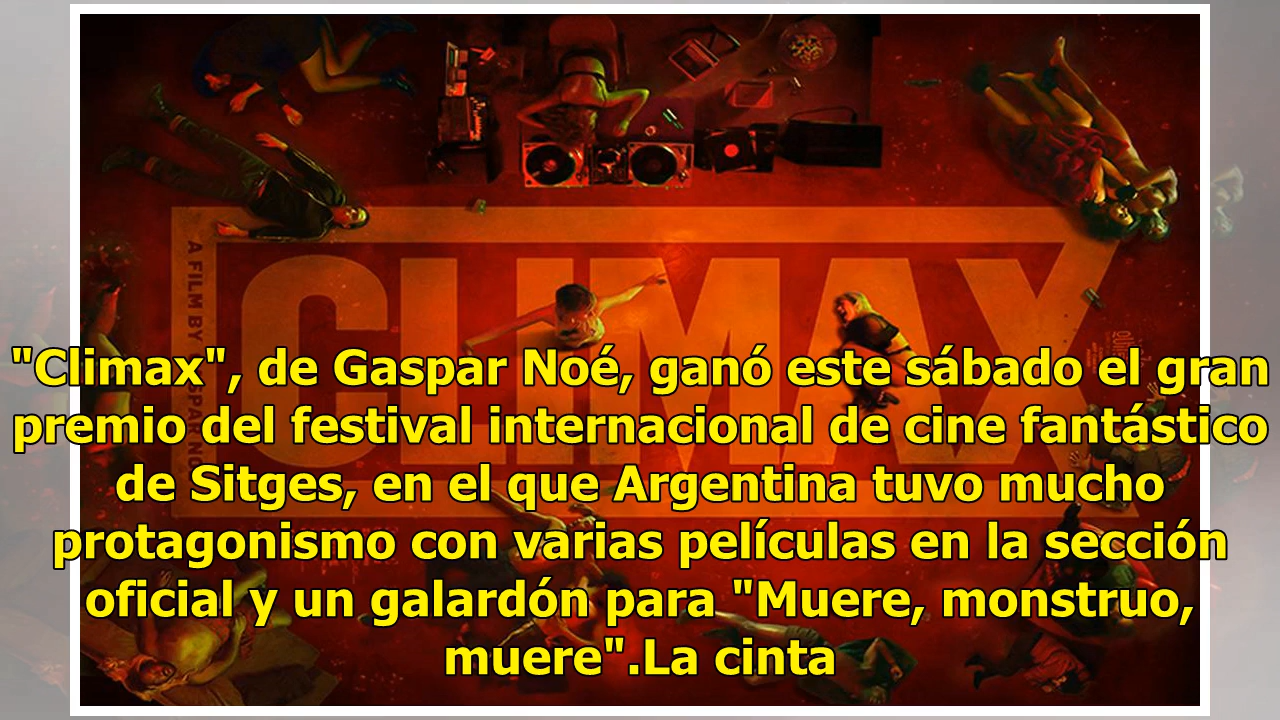 CLIMAX
A FILM BY
"Climax", de Gaspar Noé, ganó este sábado el gran
premio del festival internacional de cine fantástico
de Sitges, en el que Argentina tuvo mucho
protagonismo con varias películas en la sección
oficial y un galardón para "Muere, monstruo,
muere".La cinta